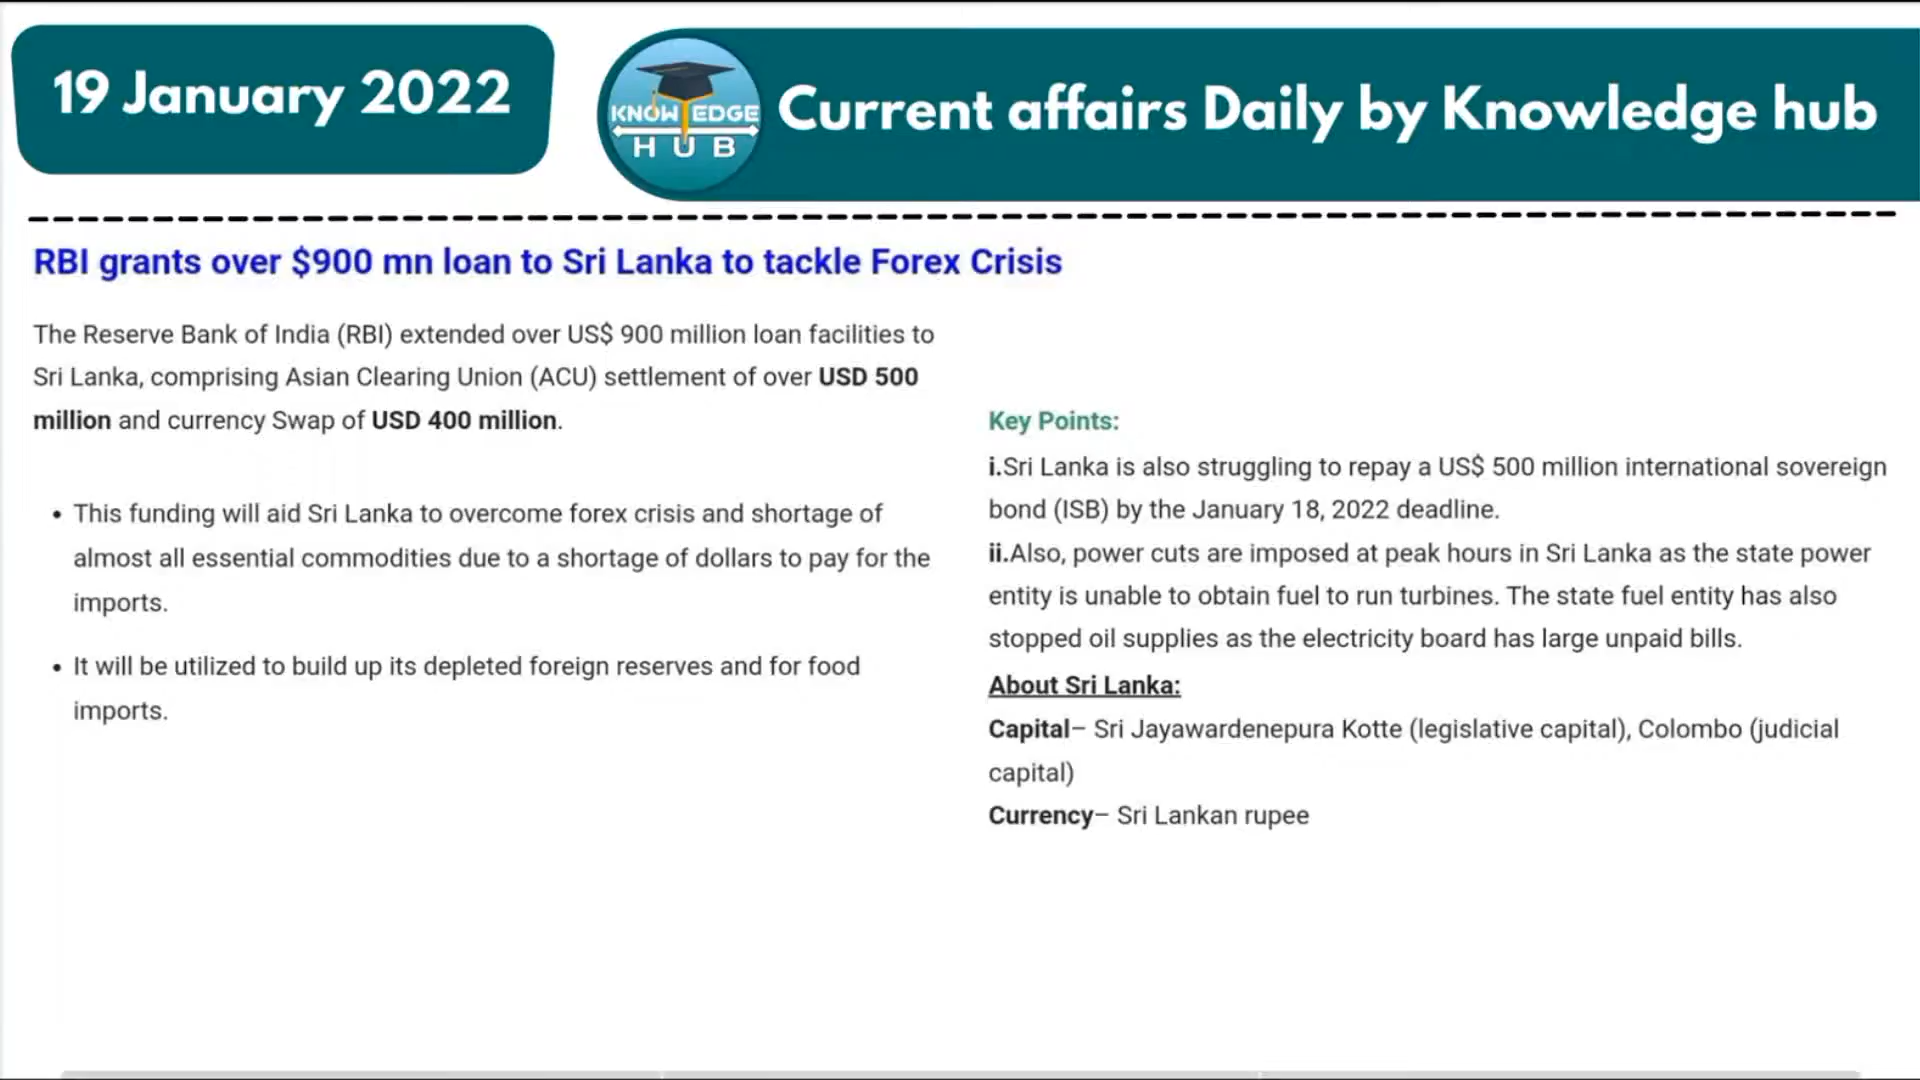 19 January 2022
KNOWLEDGE
HUB
Current affairs Daily by Knowledge hub
RBI grants over $900 mn loan to Sri Lanka to tackle Forex Crisis
The Reserve Bank of India (RBI) extended over US$ 900 million loan facilities to
Sri Lanka, comprising Asian Clearing Union (ACU) settlement of over USD 500
million and currency Swap of USD 400 million.
• This funding will aid Sri Lanka to overcome forex crisis and shortage of
almost all essential commodities due to a shortage of dollars to pay for the
imports.
• It will be utilized to build up its depleted foreign reserves and for food
imports.
Key Points:
i.Sri Lanka is also struggling to repay a US$ 500 million international sovereign
bond (ISB) by the January 18, 2022 deadline.
ii.Also, power cuts are imposed at peak hours in Sri Lanka as the state power
entity is unable to obtain fuel to run turbines. The state fuel entity has also
stopped oil supplies as the electricity board has large unpaid bills.
About Sri Lanka:
Capital– Sri Jayawardenepura Kotte (legislative capital), Colombo (judicial
capital)
Currency– Sri Lankan rupee